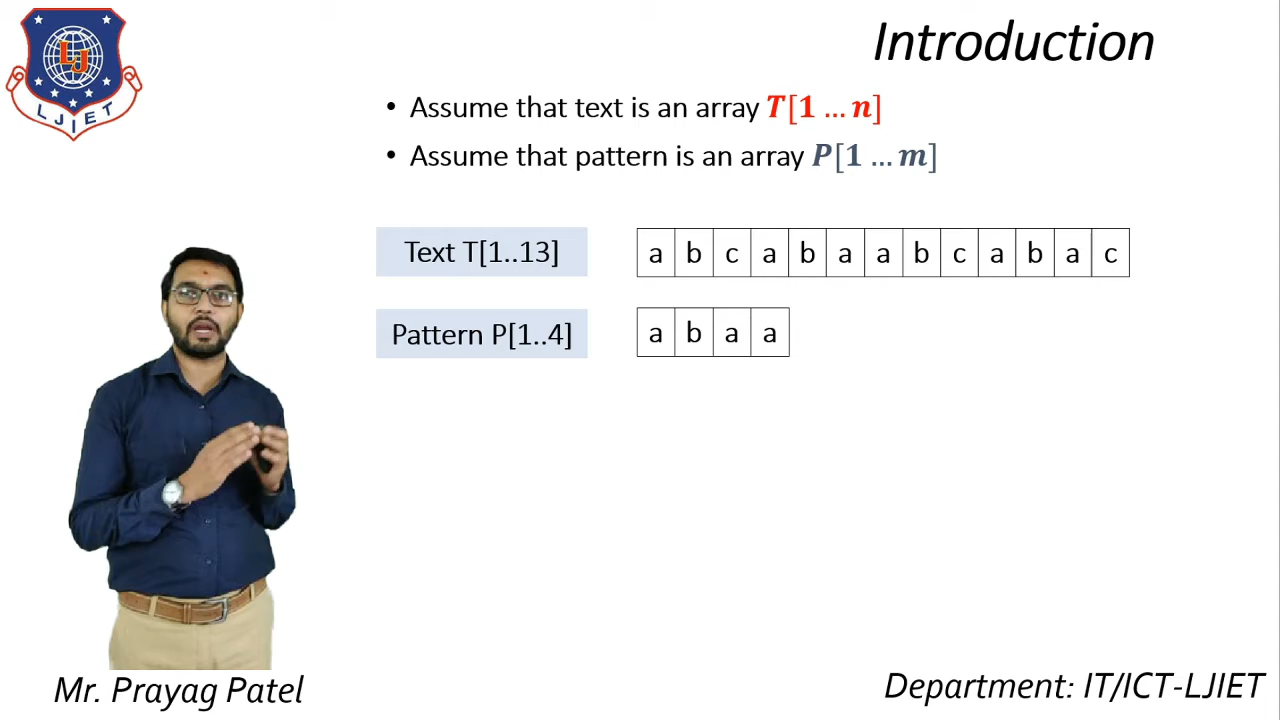 LJ
LJIET
Introduction
• Assume that text is an array T[1 ... n]
• Assume that pattern is an array P[1 ... m]
Text T[1..13] a b c a b a a b c a b a c
Pattern P[1..4] a b a a
Mr. Prayag Patel
Department: IT/ICT-LJIET